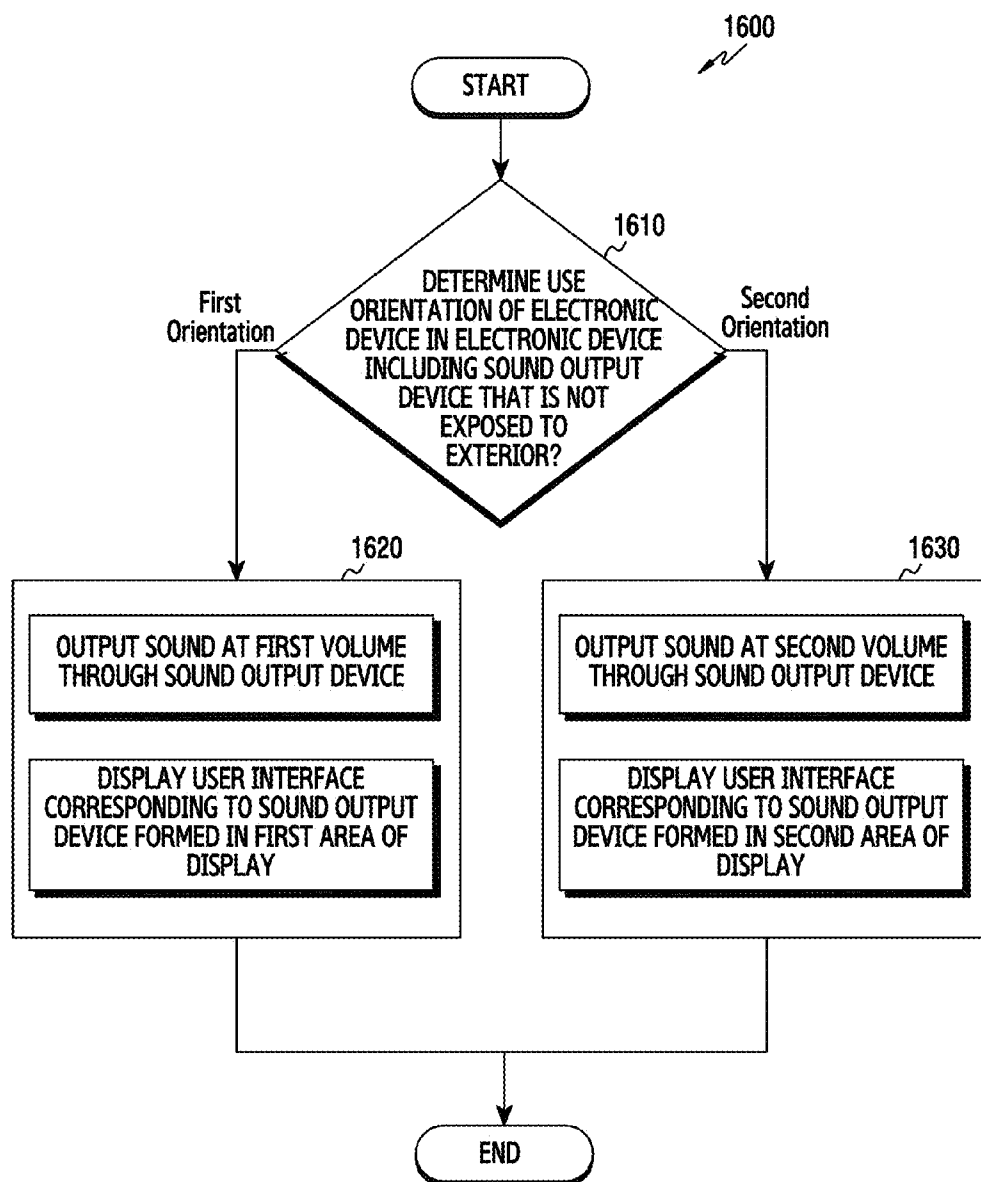 1600
START
1610
DETERMINE USE
ORIENTATION OF ELECTRONIC
DEVICE IN ELECTRONIC DEVICE
INCLUDING SOUND OUTPUT
DEVICE THAT IS NOT
EXPOSED TO
EXTERIOR?
First
Orientation
Second
Orientation
1620
OUTPUT SOUND AT FIRST VOLUME
THROUGH SOUND OUTPUT DEVICE
DISPLAY USER INTERFACE
CORRESPONDING TO SOUND OUTPUT
DEVICE FORMED IN FIRST AREA OF
DISPLAY
1630
OUTPUT SOUND AT SECOND VOLUME
THROUGH SOUND OUTPUT DEVICE
DISPLAY USER INTERFACE
CORRESPONDING TO SOUND OUTPUT
DEVICE FORMED IN SECOND AREA OF
DISPLAY
END